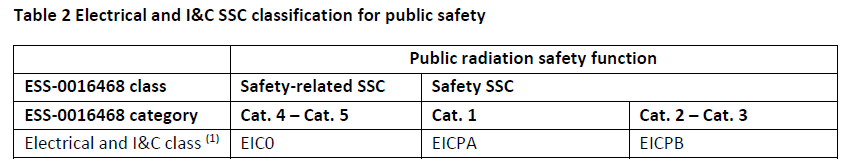 Table 2 Electrical and I&C SSC classification for public safety
Public radiation safety function
ESS-0016468 class Safety-related SSC Safety SSC
ESS-0016468 category Cat. 4 – Cat. 5 Cat. 1 Cat. 2 – Cat. 3
Electrical and I&C class (1) EIC0 EICPA EICPB